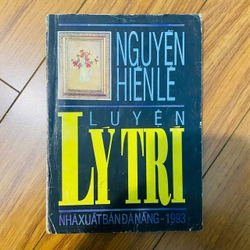 NGUYỄN
HIẾN LÊ
LUYỆN
LÝ TRÍ
NHÀ XUẤT BẢN ĐÀ NẴNG - 1993